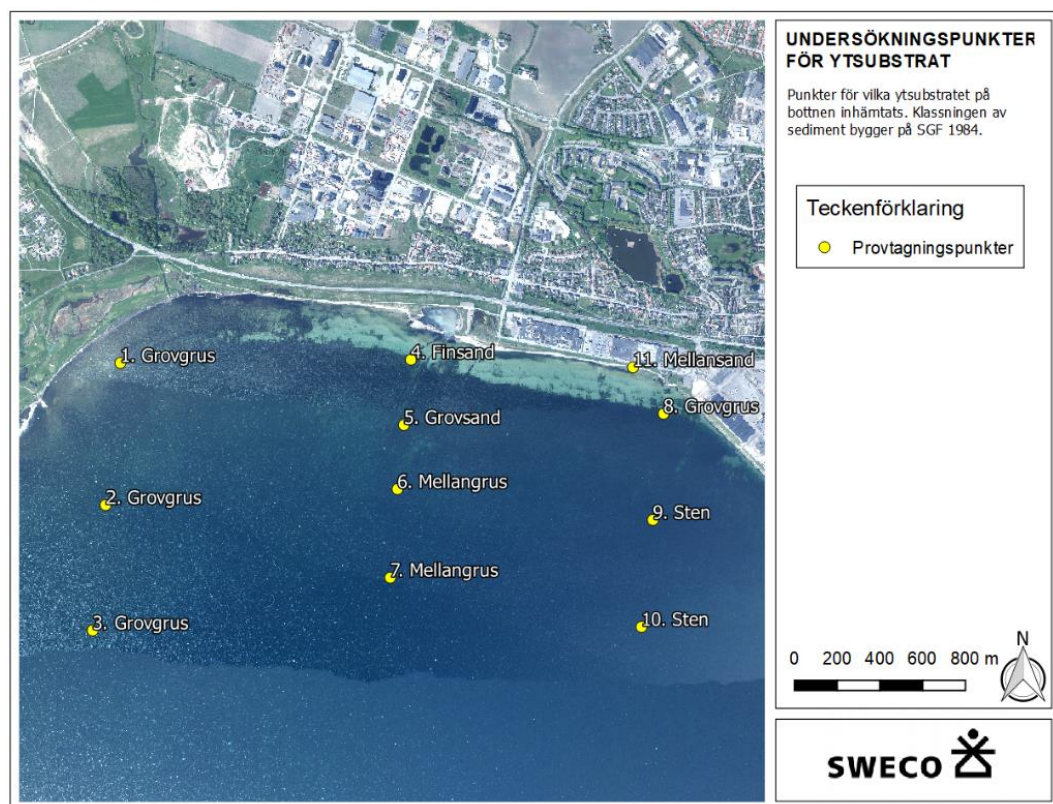 UNDERSÖKNINGSPUNKTER
FÖR YTSUBSTRAT
Punkter för vilka ytsubstratet på
bottnen inhämtats. Klassningen av
sediment bygger på SGF 1984.
Teckenförklaring
Provtagningspunkter
1. Grovgrus
4. Finsand
11. Mellansand
8. Grovgrus
5. Grovsand
6. Mellangrus
2. Grovgrus
9. Sten
7. Mellangrus
3. Grovgrus
10. Sten
N
0 200 400 600 800 m
SWECO